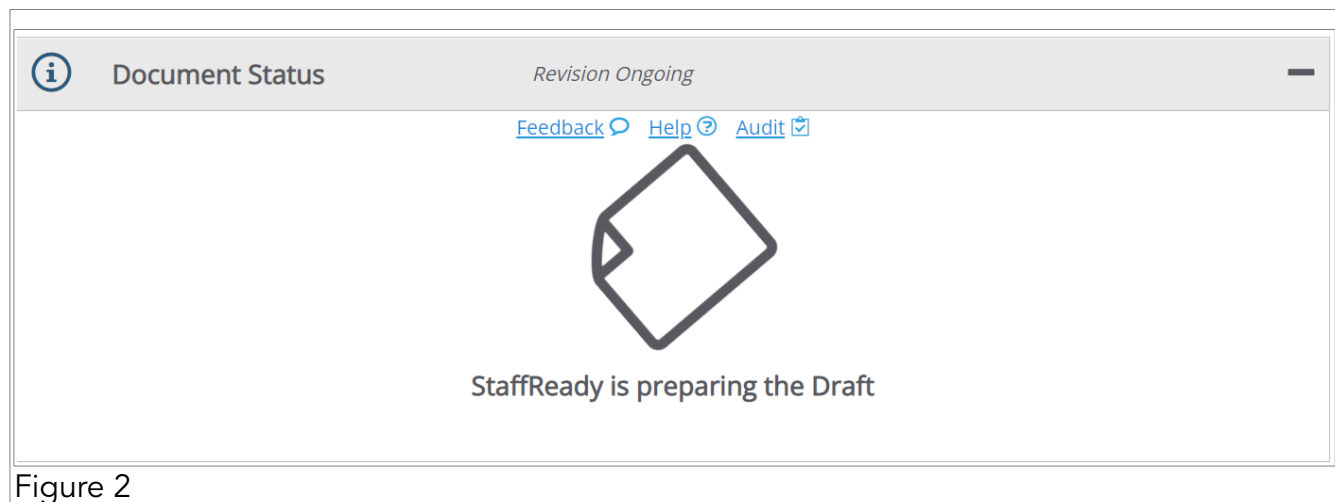 Document Status Revision Ongoing
Feedback Help Audit
StaffReady is preparing the Draft
Figure 2